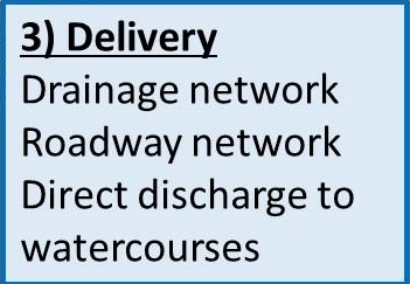 3) Delivery
Drainage network
Roadway network
Direct discharge to
watercourses